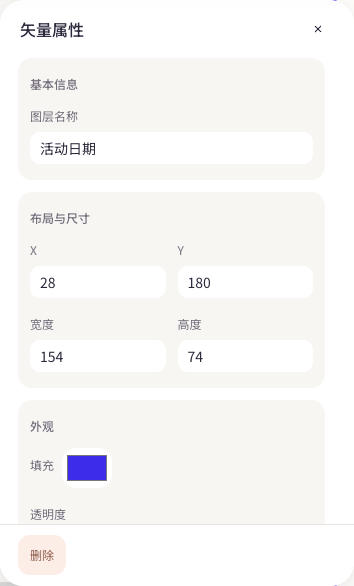 矢量属性 ×
基本信息
图层名称
活动日期
布局与尺寸
X Y
28 180
宽度 高度
154 74
外观
填充
透明度
删除